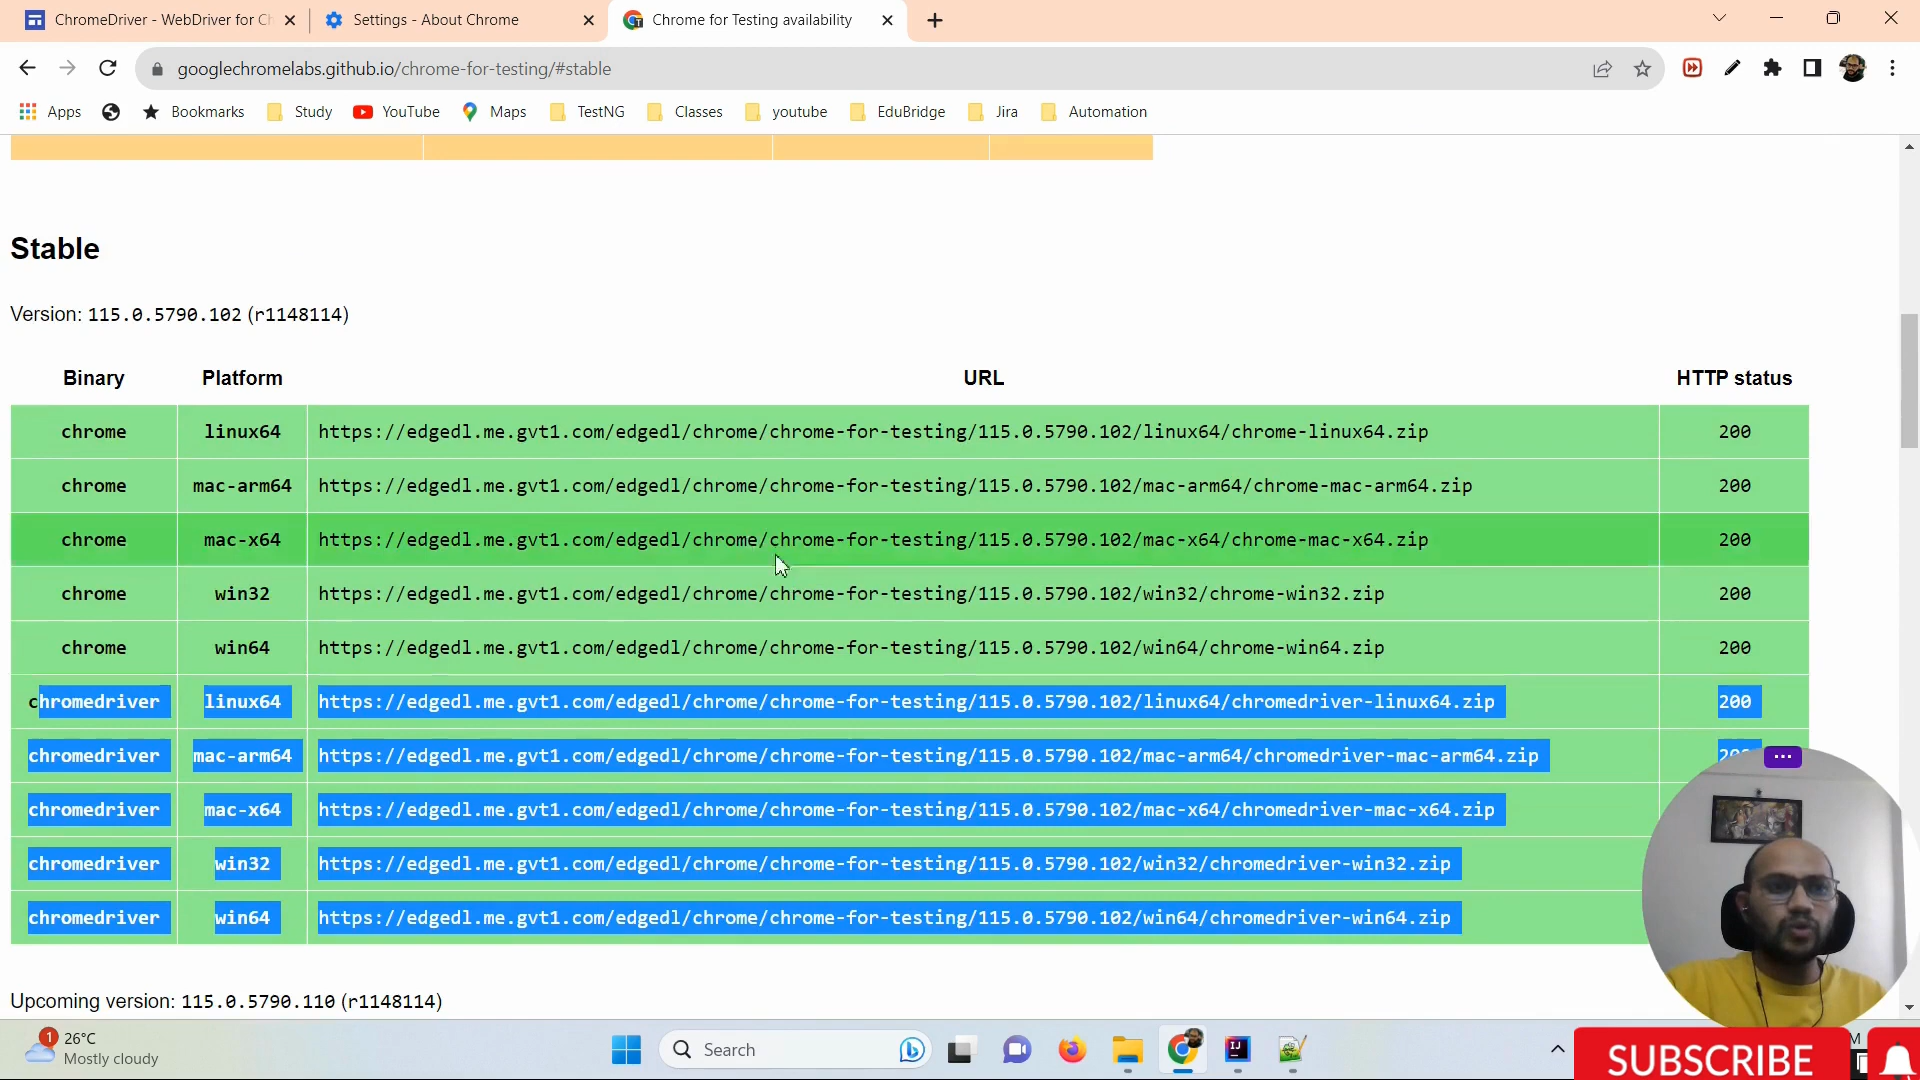 ChromeDriver - WebDriver for Ch
Settings - About Chrome
Chrome for Testing availability
googlechromelabs.github.io/chrome-for-testing/#stable
Apps
Bookmarks
Study
YouTube
Maps
TestNG
Classes
youtube
EduBridge
Jira
Automation
Stable
Version: 115.0.5790.102 (r1148114)
Binary Platform URL HTTP status
chrome linux64 https://edgedl.me.gvt1.com/edgedl/chrome/chrome-for-testing/115.0.5790.102/linux64/chrome-linux64.zip 200
chrome mac-arm64 https://edgedl.me.gvt1.com/edgedl/chrome/chrome-for-testing/115.0.5790.102/mac-arm64/chrome-mac-arm64.zip 200
chrome mac-x64 https://edgedl.me.gvt1.com/edgedl/chrome/chrome-for-testing/115.0.5790.102/mac-x64/chrome-mac-x64.zip 200
chrome win32 https://edgedl.me.gvt1.com/edgedl/chrome/chrome-for-testing/115.0.5790.102/win32/chrome-win32.zip 200
chrome win64 https://edgedl.me.gvt1.com/edgedl/chrome/chrome-for-testing/115.0.5790.102/win64/chrome-win64.zip 200
chromedriver linux64 https://edgedl.me.gvt1.com/edgedl/chrome/chrome-for-testing/115.0.5790.102/linux64/chromedriver-linux64.zip 200
chromedriver mac-arm64 https://edgedl.me.gvt1.com/edgedl/chrome/chrome-for-testing/115.0.5790.102/mac-arm64/chromedriver-mac-arm64.zip 200
chromedriver mac-x64 https://edgedl.me.gvt1.com/edgedl/chrome/chrome-for-testing/115.0.5790.102/mac-x64/chromedriver-mac-x64.zip
chromedriver win32 https://edgedl.me.gvt1.com/edgedl/chrome/chrome-for-testing/115.0.5790.102/win32/chromedriver-win32.zip
chromedriver win64 https://edgedl.me.gvt1.com/edgedl/chrome/chrome-for-testing/115.0.5790.102/win64/chromedriver-win64.zip
Upcoming version: 115.0.5790.110 (r1148114)
1
26°C
Mostly cloudy
Search
IJ
SUBSCRIBE